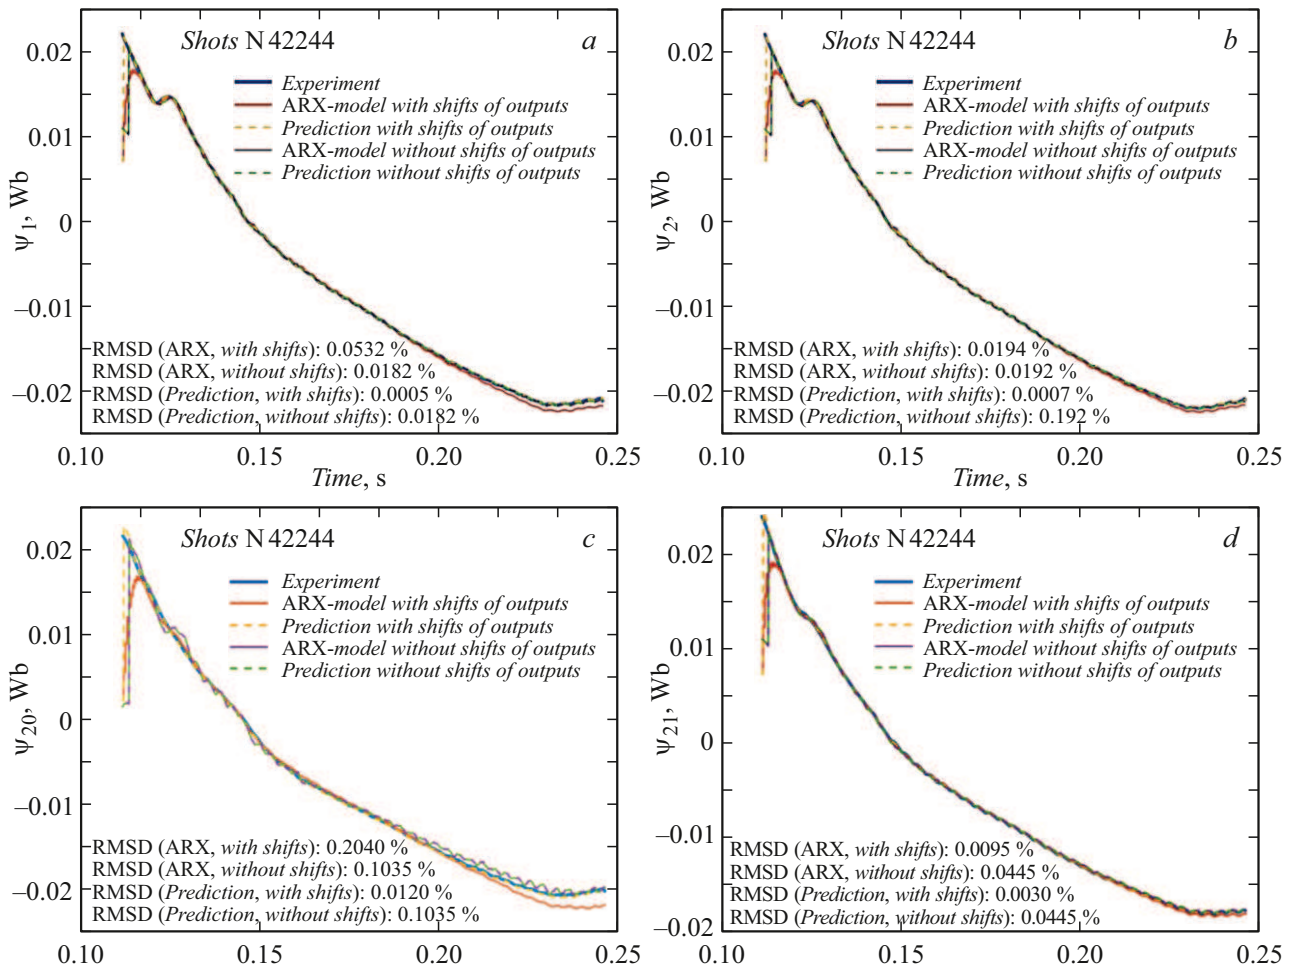 Shots N 42244
a
Experiment
ARX-model with shifts of outputs
Prediction with shifts of outputs
ARX-model without shifts of outputs
Prediction without shifts of outputs
0.02
0.01
0
–0.01
–0.02
ψ1, Wb
RMSD (ARX, with shifts): 0.0532 %
RMSD (ARX, without shifts): 0.0182 %
RMSD (Prediction, with shifts): 0.0005 %
RMSD (Prediction, without shifts): 0.0182 %
0.10 0.15 0.20 0.25
Time, s
Shots N 42244
b
Experiment
ARX-model with shifts of outputs
Prediction with shifts of outputs
ARX-model without shifts of outputs
Prediction without shifts of outputs
0.02
0.01
0
–0.01
–0.02
ψ2, Wb
RMSD (ARX, with shifts): 0.0194 %
RMSD (ARX, without shifts): 0.0192 %
RMSD (Prediction, with shifts): 0.0007 %
RMSD (Prediction, without shifts): 0.192 %
0.10 0.15 0.20 0.25
Time, s
Shots N 42244
c
Experiment
ARX-model with shifts of outputs
Prediction with shifts of outputs
ARX-model without shifts of outputs
Prediction without shifts of outputs
0.02
0.01
0
–0.01
–0.02
ψ20, Wb
RMSD (ARX, with shifts): 0.2040 %
RMSD (ARX, without shifts): 0.1035 %
RMSD (Prediction, with shifts): 0.0120 %
RMSD (Prediction, without shifts): 0.1035 %
0.10 0.15 0.20 0.25
Shots N 42244
d
Experiment
ARX-model with shifts of outputs
Prediction with shifts of outputs
ARX-model without shifts of outputs
Prediction without shifts of outputs
0.02
0.01
0
–0.01
–0.02
ψ21, Wb
RMSD (ARX, with shifts): 0.0095 %
RMSD (ARX, without shifts): 0.0445 %
RMSD (Prediction, with shifts): 0.0030 %
RMSD (Prediction, without shifts): 0.0445 %
0.10 0.15 0.20 0.25